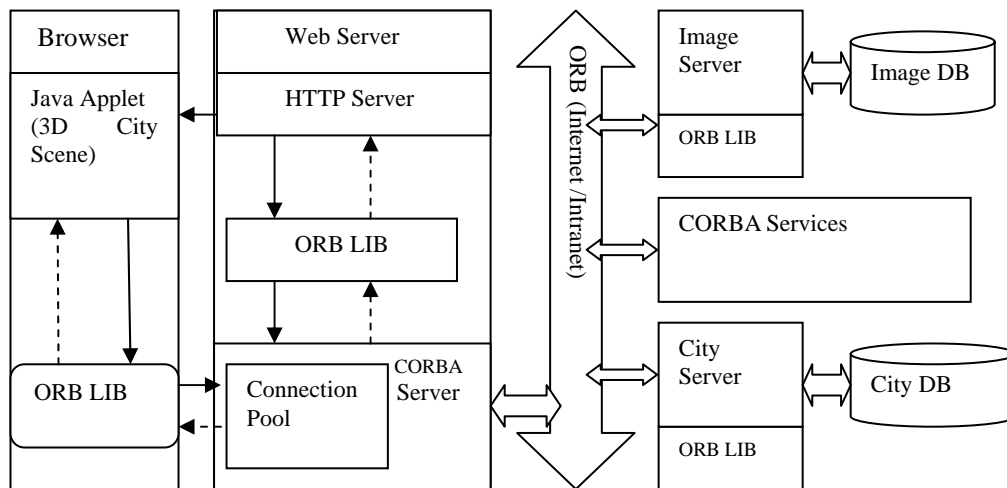 Browser
Java Applet
(3D City
Scene)
ORB LIB
Web Server
HTTP Server
ORB LIB
CORBA
Server
Connection
Pool
ORB (Internet /Intranet)
Image
Server
ORB LIB
Image DB
CORBA Services
City
Server
ORB LIB
City DB